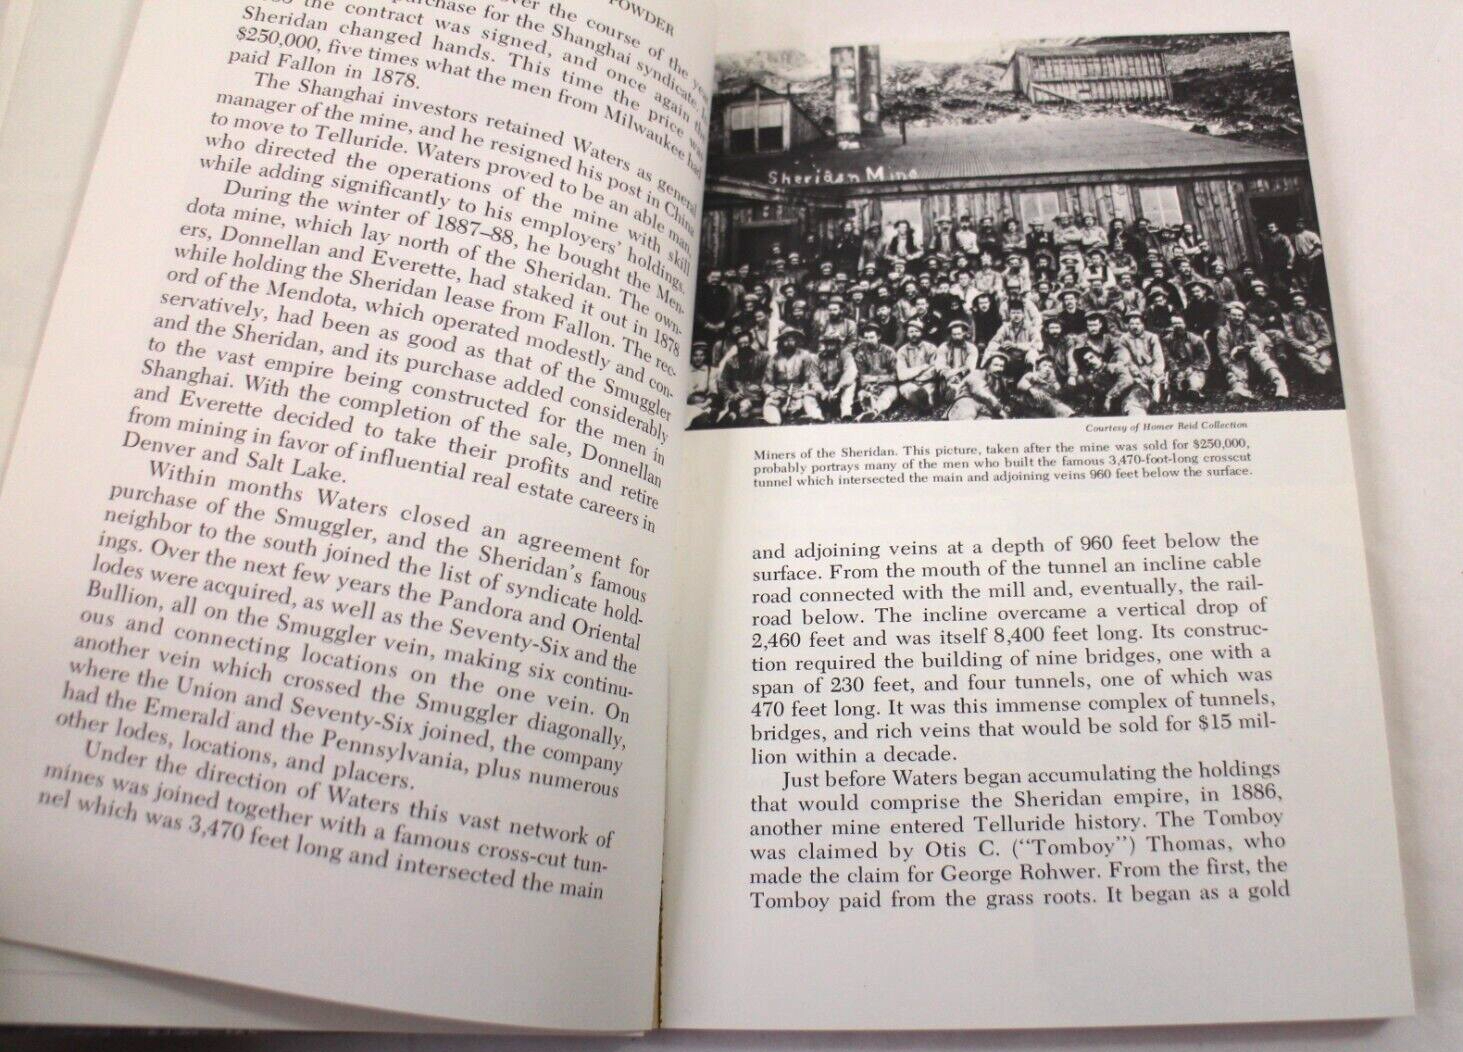 POWDER
over the course of the
purchase for the Shanghai syndicate.
the contract was signed, and once again the
Sheridan changed hands. This time the price was
$250,000, five times what the men from Milwaukee had
paid Fallon in 1878.
The Shanghai investors retained Waters as general
manager of the mine, and he resigned his post in China
to move to Telluride. Waters proved to be an able man,
who directed the operations of the mine with skill
while adding significantly to his employers' holdings.
During the winter of 1887–88, he bought the Men-
dota mine, which lay north of the Sheridan. The own-
ers, Donnellan and Everette, had staked it out in 1878
while holding the Sheridan lease from Fallon. The rec-
ord of the Mendota, which operated modestly and con-
servatively, had been as good as that of the Smuggler
and the Sheridan, and its purchase added considerably
to the vast empire being constructed for the men in
Shanghai. With the completion of the sale, Donnellan
and Everette decided to take their profits and retire
from mining in favor of influential real estate careers in
Denver and Salt Lake.
Within months Waters closed an agreement for
purchase of the Smuggler, and the Sheridan's famous
neighbor to the south joined the list of syndicate hold-
ings. Over the next few years the Pandora and Oriental
lodes were acquired, as well as the Seventy-Six and the
Bullion, all on the Smuggler vein, making six continu-
ous and connecting locations on the one vein. On
another vein which crossed the Smuggler diagonally,
where the Union and Seventy-Six joined, the company
had the Emerald and the Pennsylvania, plus numerous
other lodes, locations, and placers.
Under the direction of Waters this vast network of
mines was joined together with a famous cross-cut tun-
nel which was 3,470 feet long and intersected the main
Sheridan Mine
Courtesy of Homer Reid Collection
Miners of the Sheridan. This picture, taken after the mine was sold for $250,000,
probably portrays many of the men who built the famous 3,470-foot-long crosscut
tunnel which intersected the main and adjoining veins 960 feet below the surface.
and adjoining veins at a depth of 960 feet below the
surface. From the mouth of the tunnel an incline cable
road connected with the mill and, eventually, the rail-
road below. The incline overcame a vertical drop of
2,460 feet and was itself 8,400 feet long. Its construc-
tion required the building of nine bridges, one with a
span of 230 feet, and four tunnels, one of which was
470 feet long. It was this immense complex of tunnels,
bridges, and rich veins that would be sold for $15 mil-
lion within a decade.
Just before Waters began accumulating the holdings
that would comprise the Sheridan empire, in 1886,
another mine entered Telluride history. The Tomboy
was claimed by Otis C. ("Tomboy") Thomas, who
made the claim for George Rohwer. From the first, the
Tomboy paid from the grass roots. It began as a gold